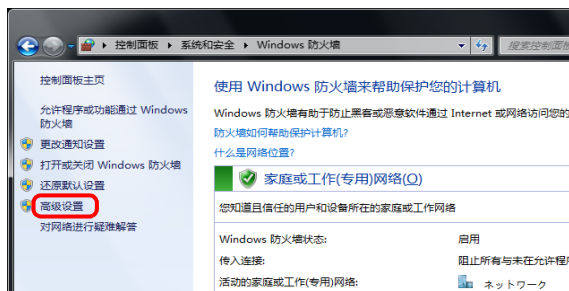 控制面板 ▸ 系统和安全 ▸ Windows 防火墙
搜索控制面板
控制面板主页
允许程序或功能通过 Windows
防火墙
更改通知设置
打开或关闭 Windows 防火墙
还原默认设置
高级设置
对网络进行疑难解答
使用 Windows 防火墙来帮助保护您的计算机
Windows 防火墙有助于防止黑客或恶意软件通过 Internet 或网络访问您的
防火墙如何帮助保护计算机?
什么是网络位置?
家庭或工作(专用)网络(O)
您知道且信任的用户和设备所在的家庭或工作网络
Windows 防火墙状态:
启用
传入连接:
阻止所有与未在允许程序
活动的家庭或工作(专用)网络:
ネットワーク